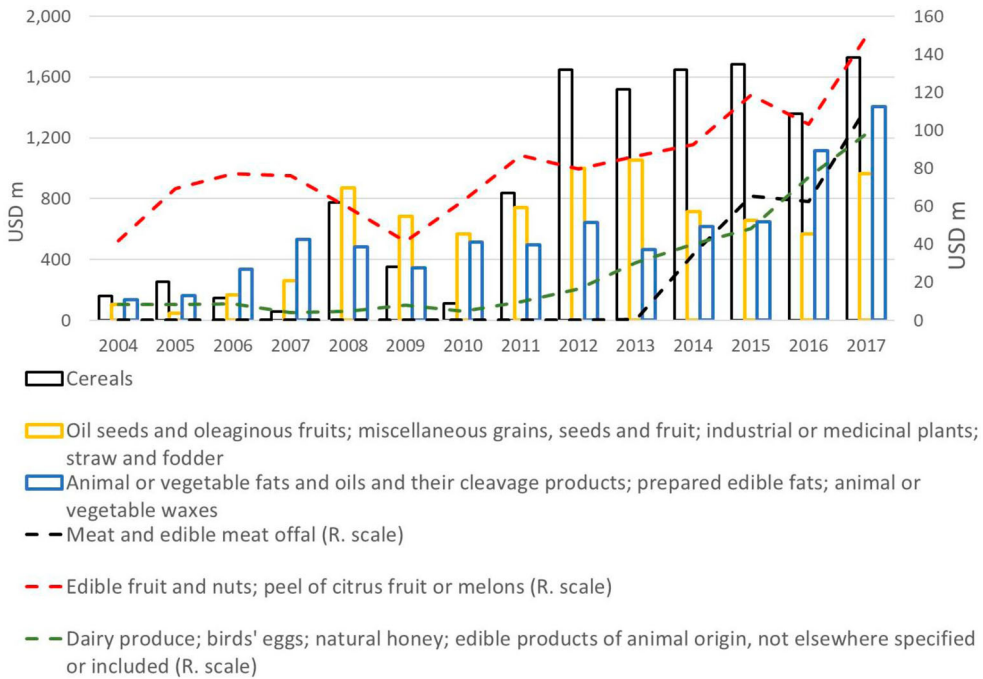 2,000
1,600
1,200
800
400
0
USD m
160
140
120
100
80
60
40
20
0
USD m
2004 2005 2006 2007 2008 2009 2010 2011 2012 2013 2014 2015 2016 2017
Cereals
Oil seeds and oleaginous fruits; miscellaneous grains, seeds and fruit; industrial or medicinal plants;
straw and fodder
Animal or vegetable fats and oils and their cleavage products; prepared edible fats; animal or
vegetable waxes
Meat and edible meat offal (R. scale)
Edible fruit and nuts; peel of citrus fruit or melons (R. scale)
Dairy produce; birds' eggs; natural honey; edible products of animal origin, not elsewhere specified
or included (R. scale)